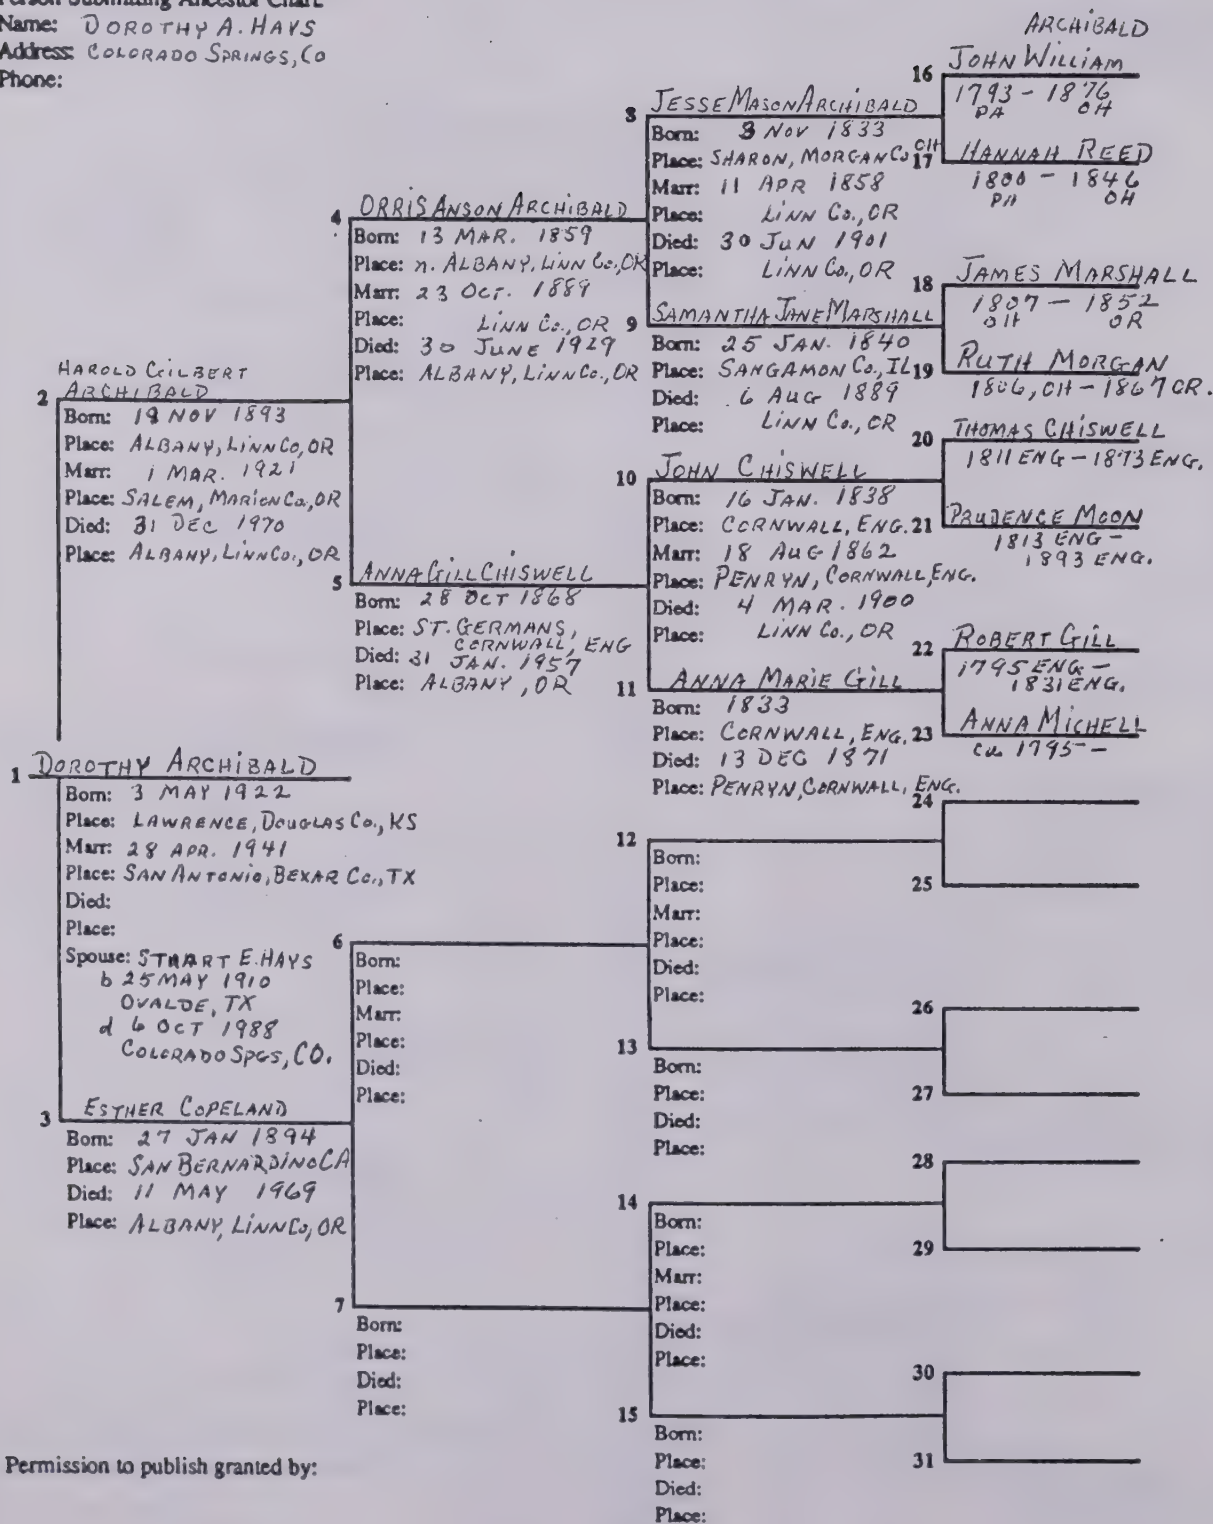 Person Submitting Ancestor Chart
Name: DOROTHY A. HAYS
Address: COLORADO SPRINGS, CO
Phone:
1 DOROTHY ARCHIBALD
Born: 3 MAY 1922
Place: LAWRENCE, DOUGLAS CO., KS
Marr: 28 APR. 1941
Place: SAN ANTONIO, BEXAR CO., TX
Died:
Place:
Spouse: STUART E. HAYS
b 25 MAY 1910
OVALDE, TX
d 6 OCT 1988
COLORADO SPGS, CO.
2 HAROLD GILBERT
ARCHIBALD
Born: 19 NOV 1893
Place: ALBANY, LINN CO, OR
Marr: 1 MAR. 1921
Place: SALEM, MARION CO., OR
Died: 31 DEC 1970
Place: ALBANY, LINN CO., OR
3 ESTHER COPELAND
Born: 27 JAN 1894
Place: SAN BERNARDINO CA
Died: 11 MAY 1969
Place: ALBANY, LINN CO, OR
4 ORRIS ANSON ARCHIBALD
Born: 13 MAR. 1859
Place: n. ALBANY, LINN CO., OR
Marr: 23 OCT. 1889
Place: LINN CO., OR
Died: 30 JUNE 1929
Place: ALBANY, LINN CO., OR
5 ANNA GILL CHISWELL
Born: 28 OCT 1868
Place: ST. GERMANS,
CORNWALL, ENG
Died: 31 JAN. 1957
Place: ALBANY, OR
6
Born:
Place:
Marr:
Place:
Died:
Place:
7
Born:
Place:
Died:
Place:
8 JESSE MASON ARCHIBALD
Born: 3 NOV 1833
Place: SHARON, MORGAN CO OH
Marr: 11 APR 1858
Place: LINN CO., OR
Died: 30 JUN 1901
Place: LINN CO., OR
9 SAMANTHA JANE MARSHALL
Born: 25 JAN. 1840
Place: SANGAMON CO., IL
Died: 6 AUG 1889
Place: LINN CO., OR
10 JOHN CHISWELL
Born: 16 JAN. 1838
Place: CORNWALL, ENG.
Marr: 18 AUG 1862
Place: PENRYN, CORNWALL, ENG.
Died: 4 MAR. 1900
Place: LINN CO., OR
11 ANNA MARIE GILL
Born: 1833
Place: CORNWALL, ENG.
Died: 13 DEC 1871
Place: PENRYN, CORNWALL, ENG.
12
Born:
Place:
Marr:
Place:
Died:
Place:
13
Born:
Place:
Died:
Place:
14
Born:
Place:
Marr:
Place:
Died:
Place:
15
Born:
Place:
Died:
Place:
ARCHIBALD
16 JOHN WILLIAM
1793 - 1876
PA OH
17 HANNAH REED
1800 - 1846
PA OH
18 JAMES MARSHALL
1807 - 1852
OH OR
19 RUTH MORGAN
1806, OH - 1867 OR.
20 THOMAS CHISWELL
1811 ENG - 1873 ENG.
21 PRUDENCE MOON
1813 ENG -
1893 ENG.
22 ROBERT GILL
1795 ENG -
1831 ENG.
23 ANNA MICHELL
ca 1795 -
24
25
26
27
28
29
30
31
Permission to publish granted by: